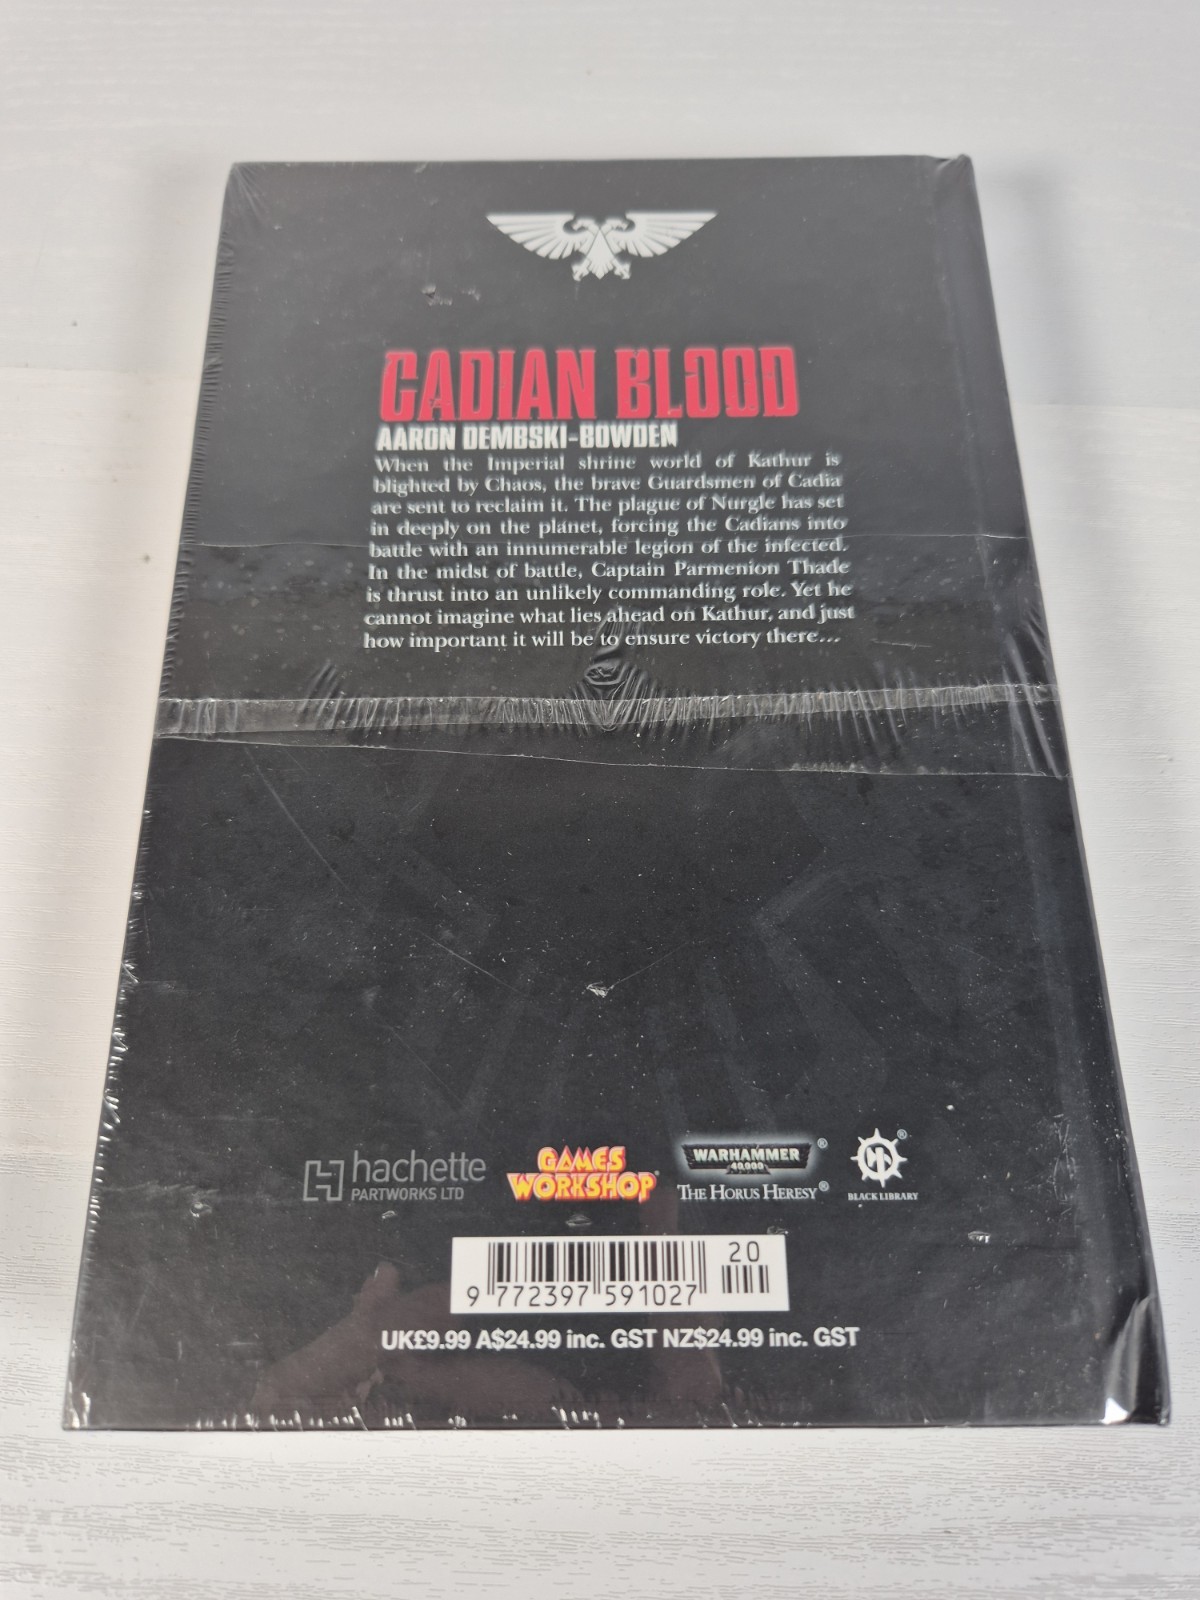 CADIAN BLOOD
AARON DEMBSKI-BOWDEN
When the Imperial shrine world of Kathur is
blighted by Chaos, the brave Guardsmen of Cadia
are sent to reclaim it. The plague of Nurgle has set
in deeply on the planet, forcing the Cadians into
battle with an innumerable legion of the infected.
In the midst of battle, Captain Parmenion Thade
is thrust into an unlikely commanding role. Yet he
cannot imagine what lies ahead on Kathur, and just
how important it will be to ensure victory there...
hachette
PARTWORKS LTD
GAMES
WORKSHOP®
WARHAMMER®
40,000
THE HORUS HERESY®
®
BLACK LIBRARY
20
9 772397 591027
UK£9.99 A$24.99 inc. GST NZ$24.99 inc. GST